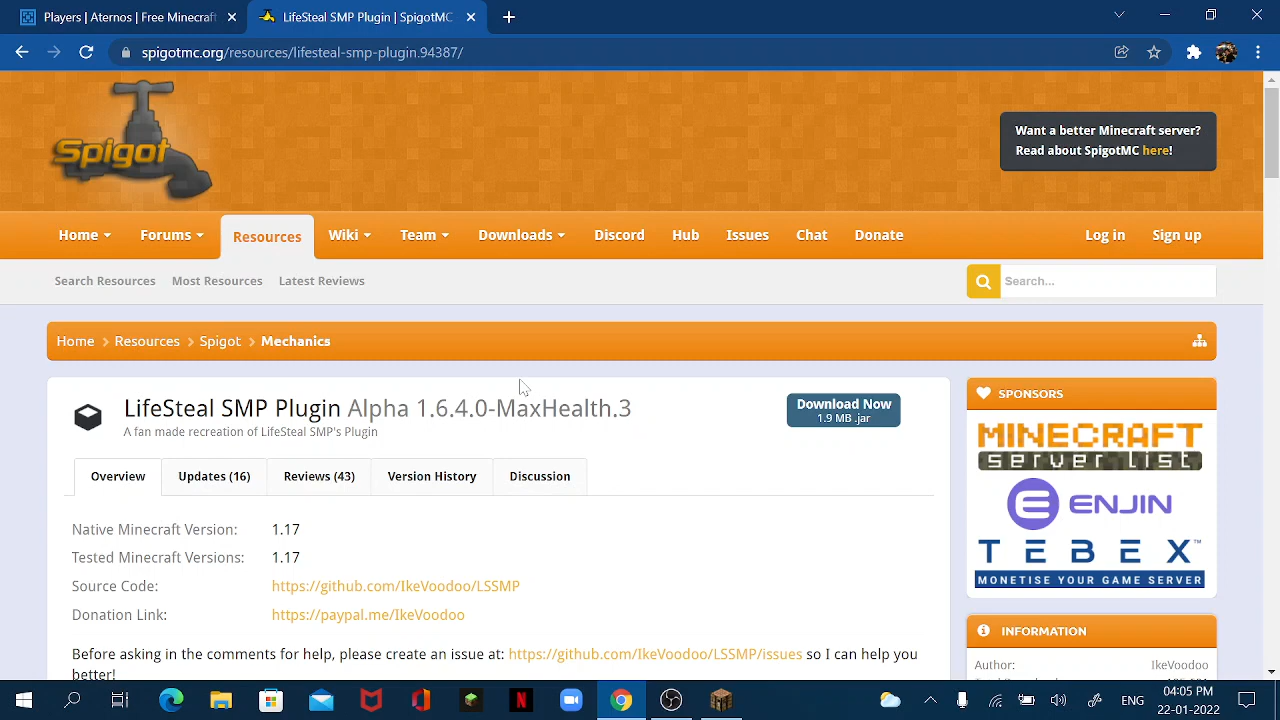 Players | Aternos | Free Minecraft
LifeSteal SMP Plugin | SpigotMC
spigotmc.org/resources/lifesteal-smp-plugin.94387/
Spigot
Want a better Minecraft server?
Read about SpigotMC here!
Home Forums Resources Wiki Team Downloads Discord Hub Issues Chat Donate Log in Sign up
Search Resources Most Resources Latest Reviews Search...
Home Resources Spigot Mechanics
LifeSteal SMP Plugin Alpha 1.6.4.0-MaxHealth.3
A fan made recreation of LifeSteal SMP's Plugin
Download Now
1.9 MB .jar
Overview Updates (16) Reviews (43) Version History Discussion
Native Minecraft Version: 1.17
Tested Minecraft Versions: 1.17
Source Code: https://github.com/IkeVoodoo/LSSMP
Donation Link: https://paypal.me/IkeVoodoo
Before asking in the comments for help, please create an issue at: https://github.com/IkeVoodoo/LSSMP/issues so I can help you
better!
SPONSORS
MINECRAFT
server list
ENJIN
TEBEX™
MONETISE YOUR GAME SERVER
INFORMATION
Author: IkeVoodoo
ENG
04:05 PM
22-01-2022